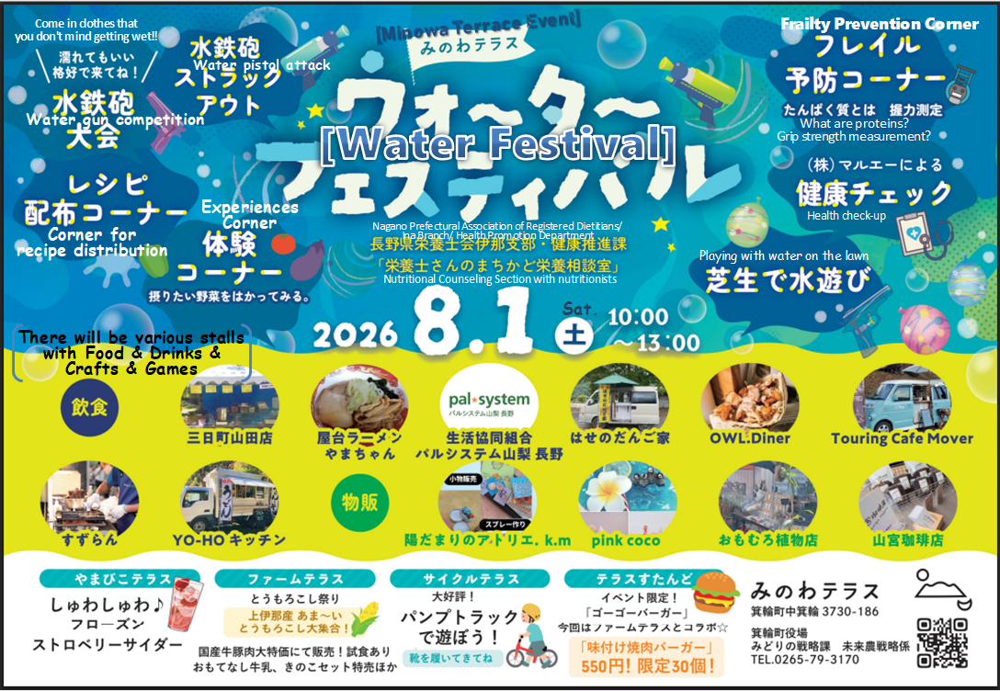 Come in clothes that
you don't mind getting wet!!
濡れてもいい
格好で来てね！
水鉄砲
Water gun competition
大会
水鉄砲
Water pistol attack
ストラック
アウト
[Minowa Terrace Event]
みのわテラス
ウォーター
[Water Festival]
フェスティバル
Frailty Prevention Corner
フレイル
予防コーナー
たんぱく質とは 握力測定
What are proteins?
Grip strength measurement?
(株)マルエーによる
健康チェック
Health check-up
レシピ
配布コーナー
Corner for
recipe distribution
Experiences
Corner
体験
コーナー
摂りたい野菜をはかってみる。
Nagano Prefectural Association of Registered Dietitians/
Ina Branch/ Health Promotion Department
長野県栄養士会伊那支部・健康推進課
「栄養士さんのまちかど栄養相談室」
Nutritional Counseling Section with nutritionists
Playing with water on the lawn
芝生で水遊び
2026 8.1 土
Sat.
10:00
～13:00
There will be various stalls
with Food & Drinks &
Crafts & Games
飲食
三日町山田店
屋台ラーメン
やまちゃん
pal★system
パルシステム山梨 長野
生活協同組合
パルシステム山梨 長野
はせのだんご家
OWL.Diner
Touring Cafe Mover
すずらん
うどん
YO-HO キッチン
物販
小物販売
スプレー作り
陽だまりのアトリエ. k.m
pink coco
おもむろ植物店
山宮珈琲店
やまびこテラス
しゅわしゅわ♪
フローズン
ストロベリーサイダー
ファームテラス
とうもろこし祭り
上伊那産 あま〜い
とうもろこし大集合！
国産牛豚肉大特価にて販売！試食あり
おもてなし牛乳、きのこセット特売ほか
サイクルテラス
大好評！
パンプトラック
で遊ぼう！
靴を履いてきてね
テラスすたんど
イベント限定！
「ゴーゴーバーガー」
今回はファームテラスとコラボ☆
「味付け焼肉バーガー」
550円! 限定30個！
みのわテラス
箕輪町中箕輪 3730-186
箕輪町役場
みどりの戦略課 未来農戦略係
TEL.0265-79-3170